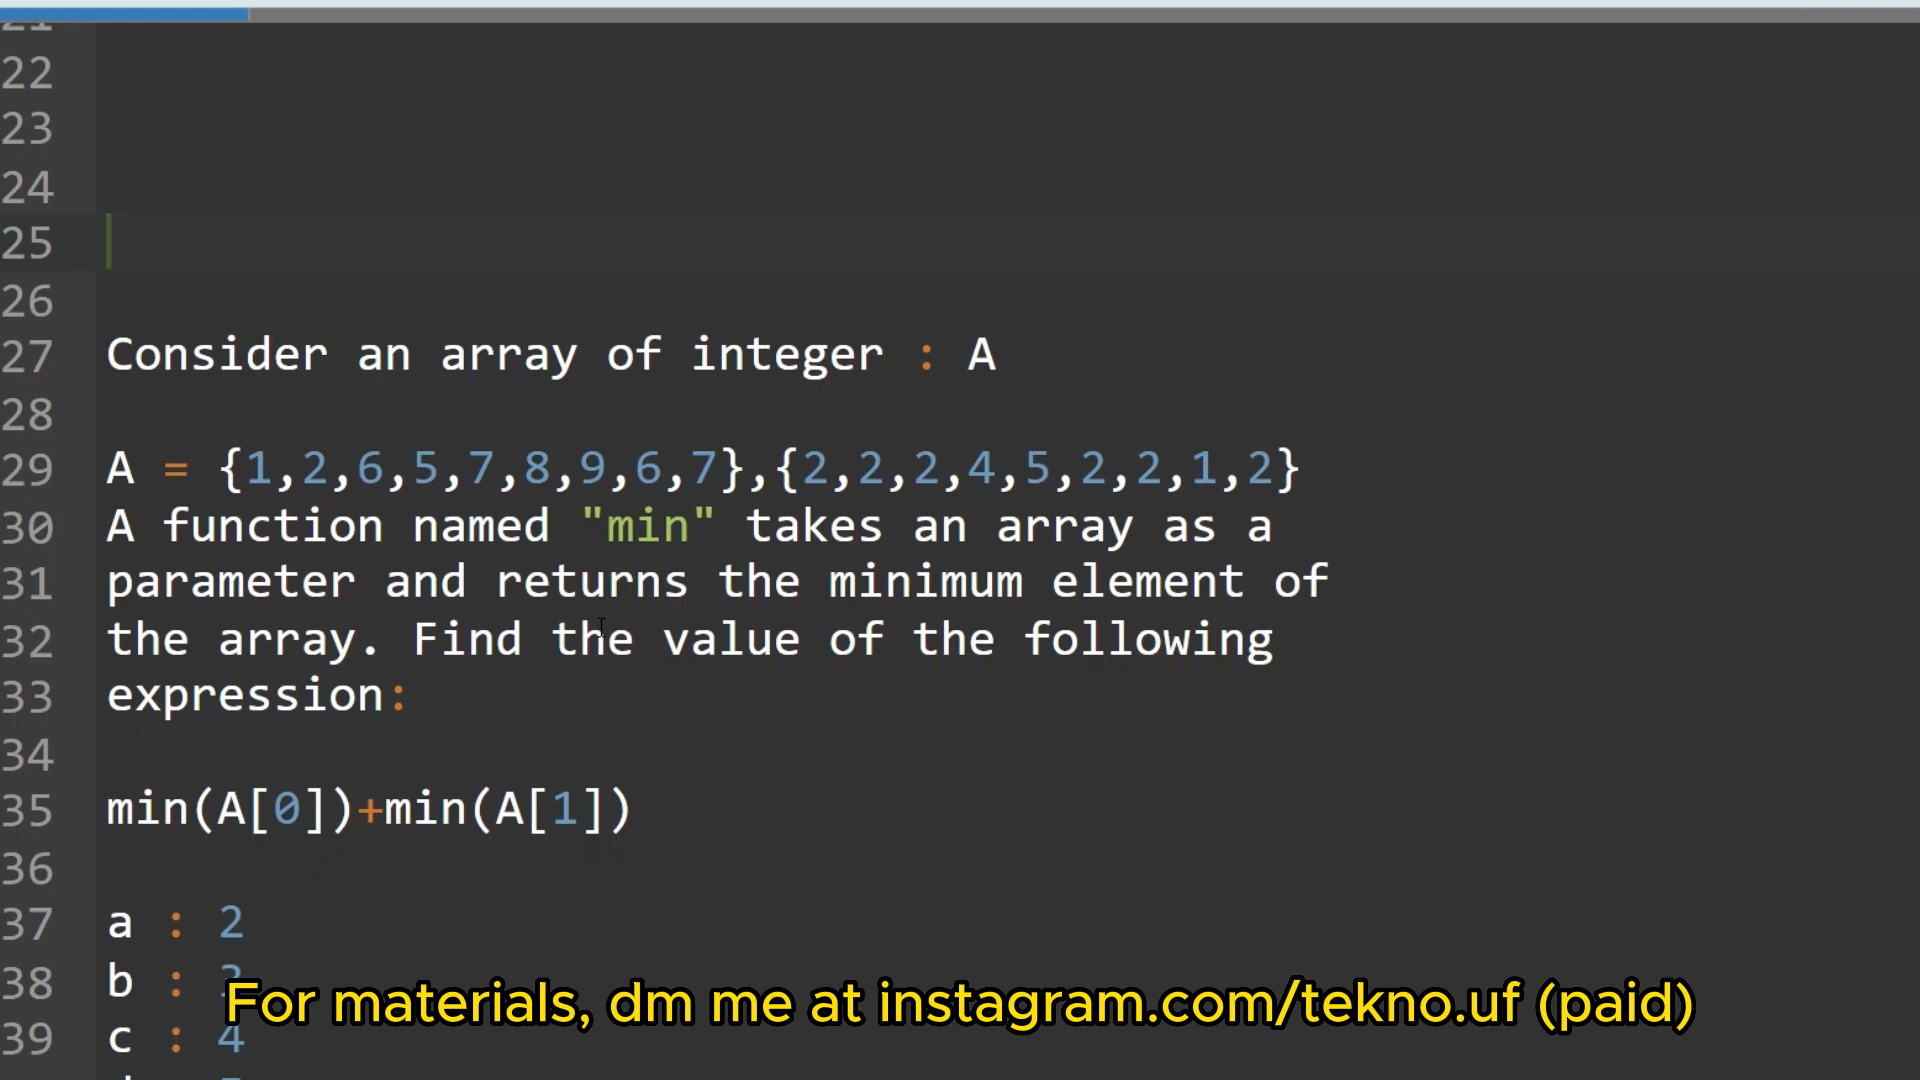 22
23
24
25
26
27 Consider an array of integer : A
28
29 A = {1,2,6,5,7,8,9,6,7},{2,2,2,4,5,2,2,1,2}
30 A function named "min" takes an array as a
31 parameter and returns the minimum element of
32 the array. Find the value of the following
33 expression:
34
35 min(A[0])+min(A[1])
36
37 a : 2
38 b :
For materials, dm me at instagram.com/tekno.uf (paid)
39 c : 4